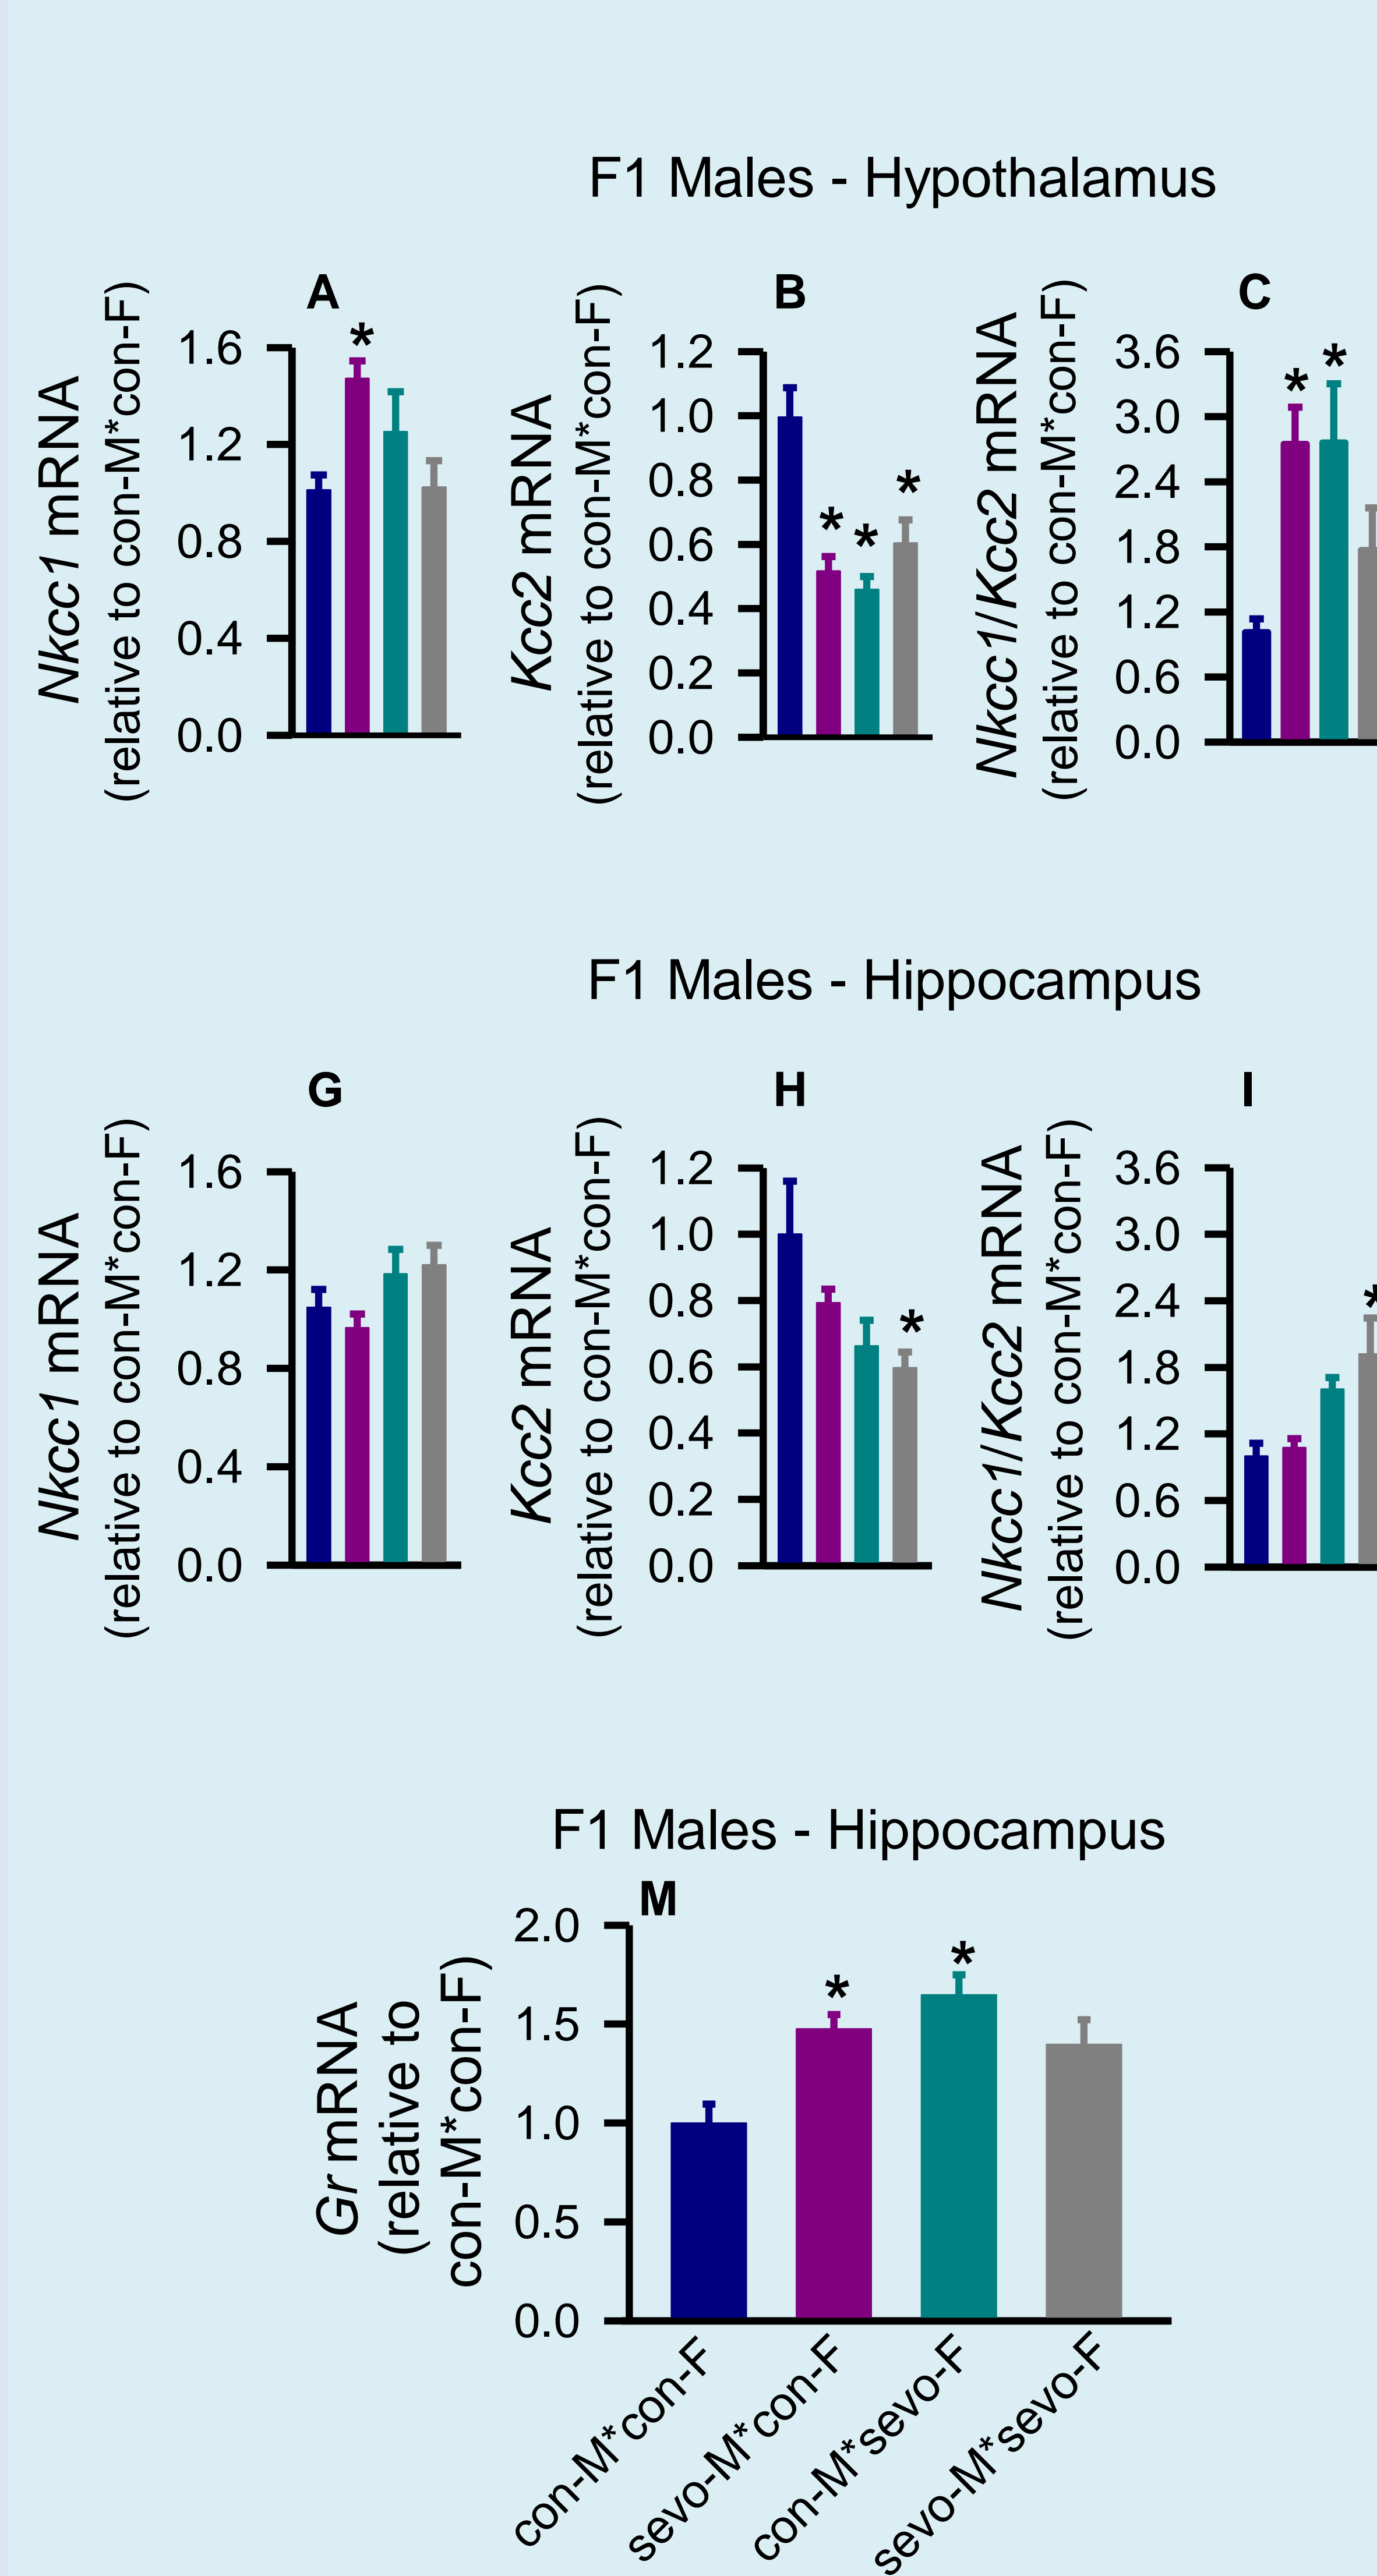 F1 Males - Hypothalamus
A
Nkcc1 mRNA
(relative to con-M*con-F)
1.6
1.2
0.8
0.4
0.0
*
B
Kcc2 mRNA
(relative to con-M*con-F)
1.2
1.0
0.8
0.6
0.4
0.2
0.0
* * *
C
Nkcc1/Kcc2 mRNA
(relative to con-M*con-F)
3.6
3.0
2.4
1.8
1.2
0.6
0.0
* *
F1 Males - Hippocampus
G
Nkcc1 mRNA
(relative to con-M*con-F)
1.6
1.2
0.8
0.4
0.0
H
Kcc2 mRNA
(relative to con-M*con-F)
1.2
1.0
0.8
0.6
0.4
0.2
0.0
*
I
Nkcc1/Kcc2 mRNA
(relative to con-M*con-F)
3.6
3.0
2.4
1.8
1.2
0.6
0.0
*
F1 Males - Hippocampus
M
Gr mRNA
(relative to
con-M*con-F)
2.0
1.5
1.0
0.5
0.0
* *
con-M*con-F
sevo-M*con-F
con-M*sevo-F
sevo-M*sevo-F